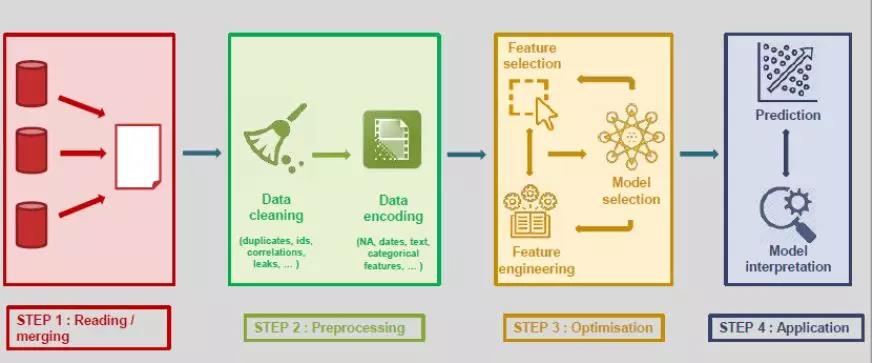 Feature
selection
Prediction
Data
cleaning
(duplicates, ids,
correlations,
leaks, ... )
Data
encoding
(NA, dates, text,
categorical
features, ... )
Model
selection
Feature
engineering
Model
interpretation
STEP 1 : Reading /
merging
STEP 2 : Preprocessing
STEP 3 : Optimisation
STEP 4 : Application